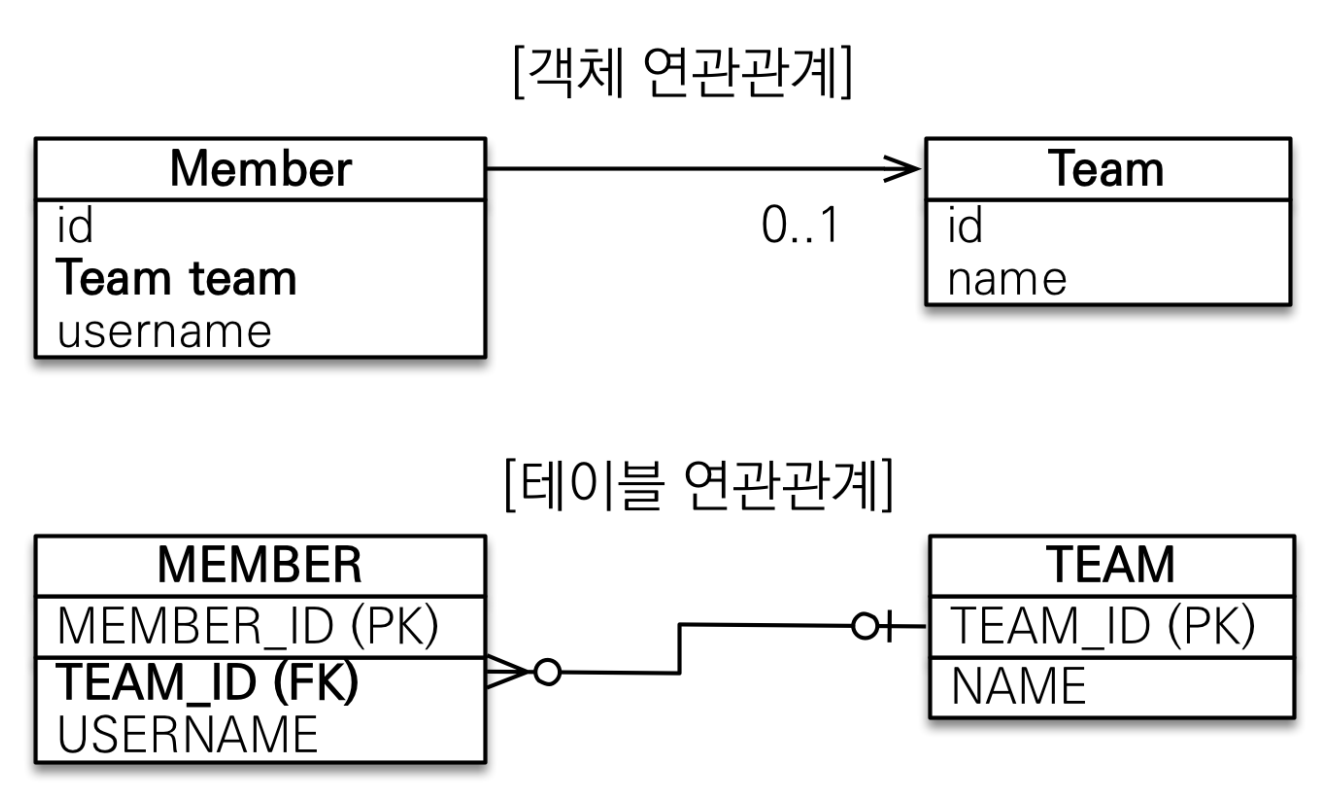 [객체 연관관계]
Member
id
Team team
username
0..1
Team
id
name
[테이블 연관관계]
MEMBER
MEMBER_ID (PK)
TEAM_ID (FK)
USERNAME
TEAM
TEAM_ID (PK)
NAME